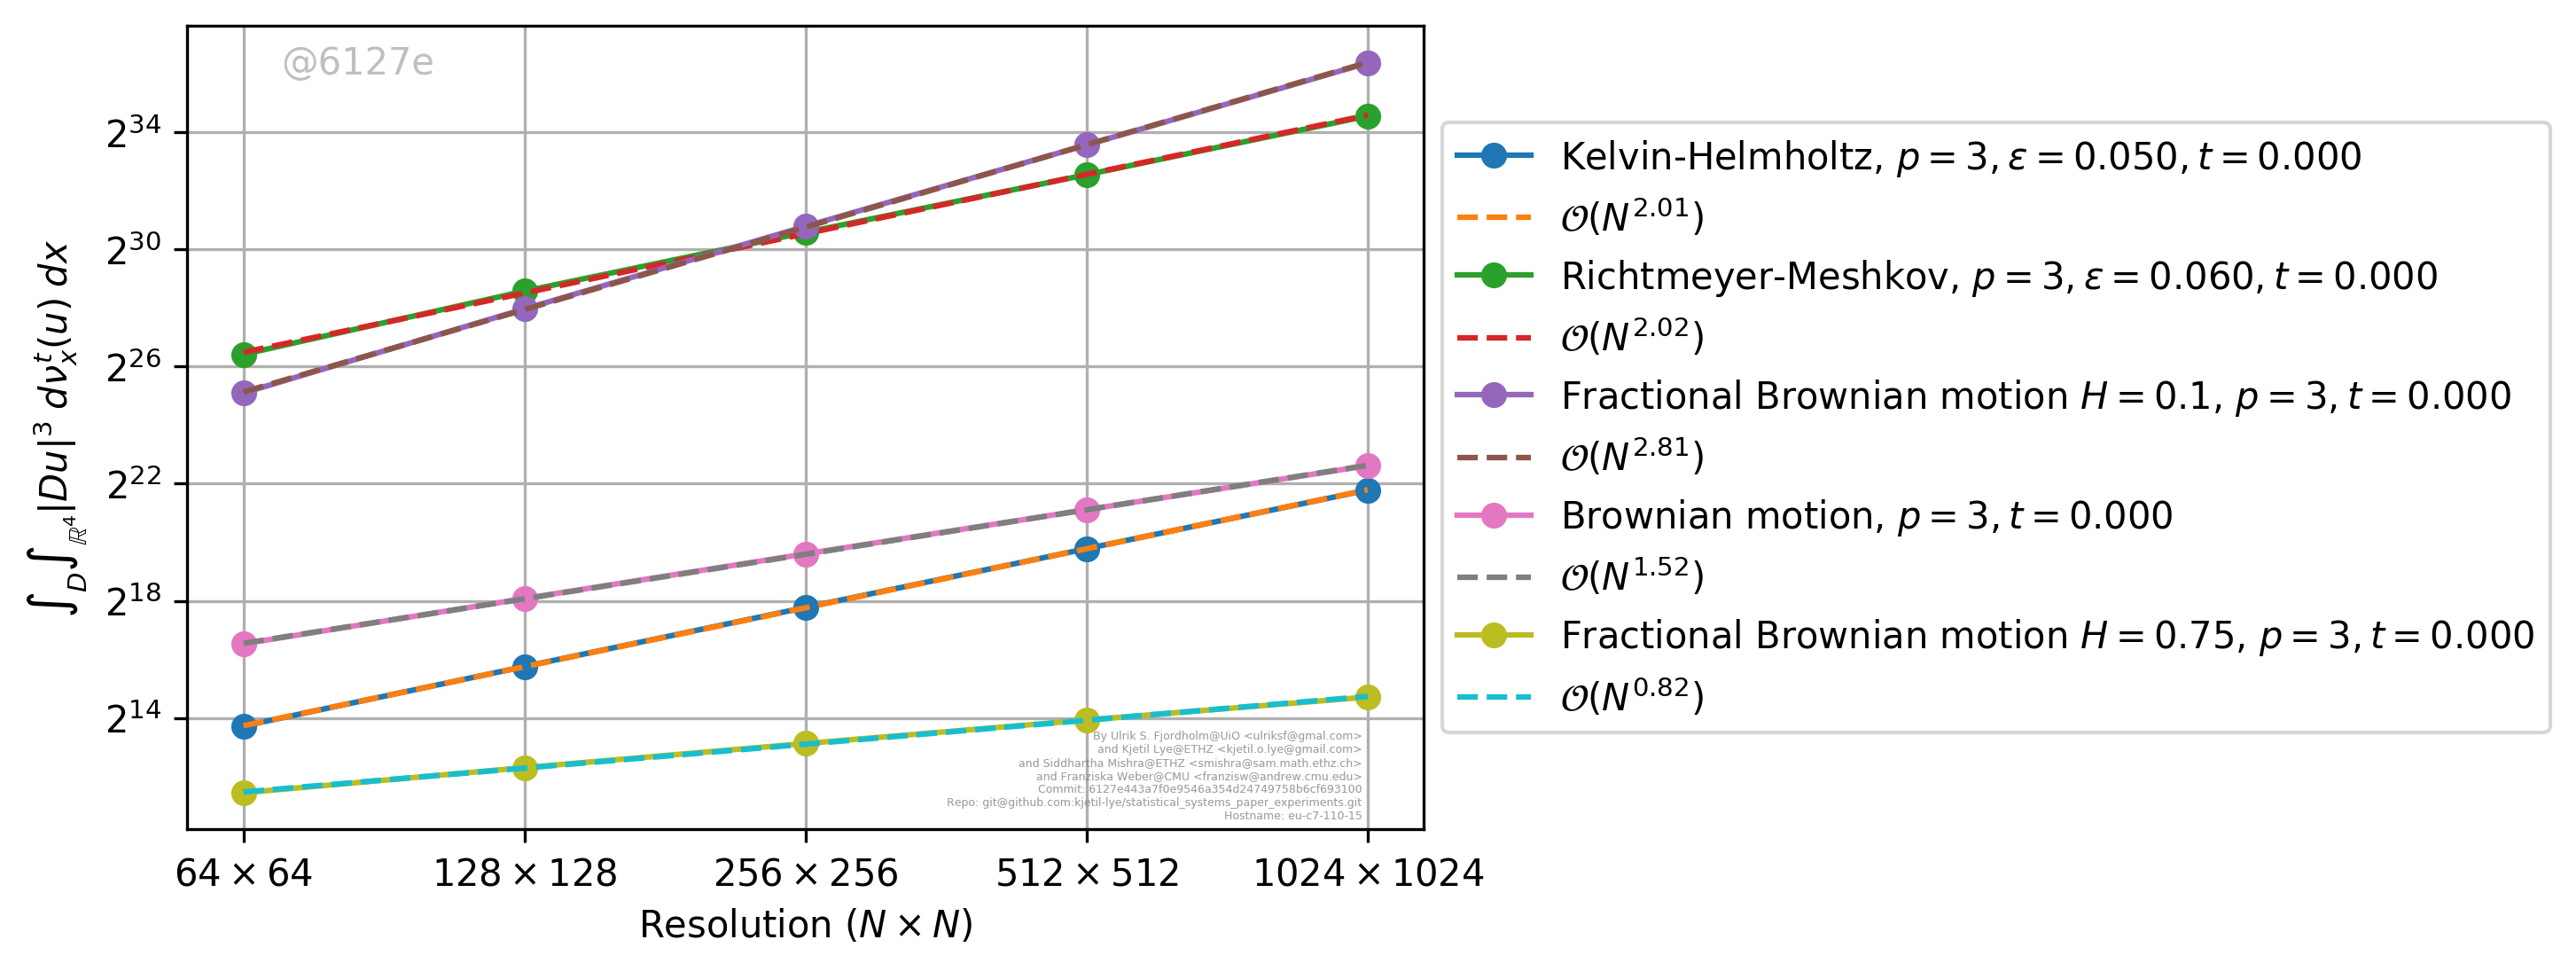 @6127e
2^34
2^30
2^26
2^22
2^18
2^14
∫_D ∫_{ℝ^4} |Du|^3 dν_x^t(u) dx
64 × 64
128 × 128
256 × 256
512 × 512
1024 × 1024
Resolution (N × N)
By Ulrik S. Fjordholm@UiO <ulriksf@gmal.com>
and Kjetil Lye@ETHZ <kjetil.o.lye@gmail.com>
and Siddhartha Mishra@ETHZ <smishra@sam.math.ethz.ch>
and Franziska Weber@CMU <franzisw@andrew.cmu.edu>
Commit: 6127e443a7f0e9546a354d24749758b6cf693100
Repo: git@github.com:kjetil-lye/statistical_systems_paper_experiments.git
Hostname: eu-c7-110-15
Kelvin-Helmholtz, p = 3, ε = 0.050, t = 0.000
𝒪(N^2.01)
Richtmeyer-Meshkov, p = 3, ε = 0.060, t = 0.000
𝒪(N^2.02)
Fractional Brownian motion H = 0.1, p = 3, t = 0.000
𝒪(N^2.81)
Brownian motion, p = 3, t = 0.000
𝒪(N^1.52)
Fractional Brownian motion H = 0.75, p = 3, t = 0.000
𝒪(N^0.82)